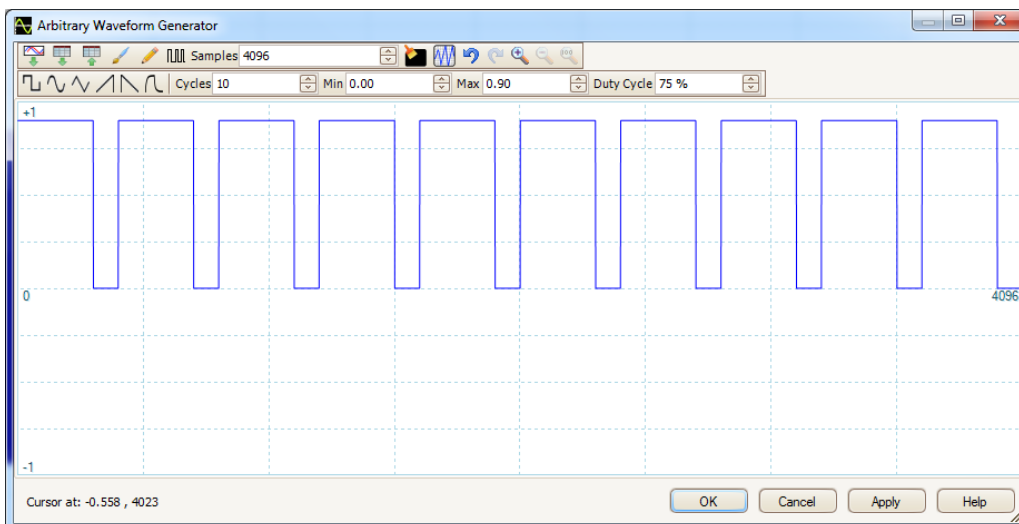 Arbitrary Waveform Generator
Samples 4096
Cycles 10 Min 0.00 Max 0.90 Duty Cycle 75 %
+1
0
4096
-1
Cursor at: -0.558 , 4023
OK Cancel Apply Help